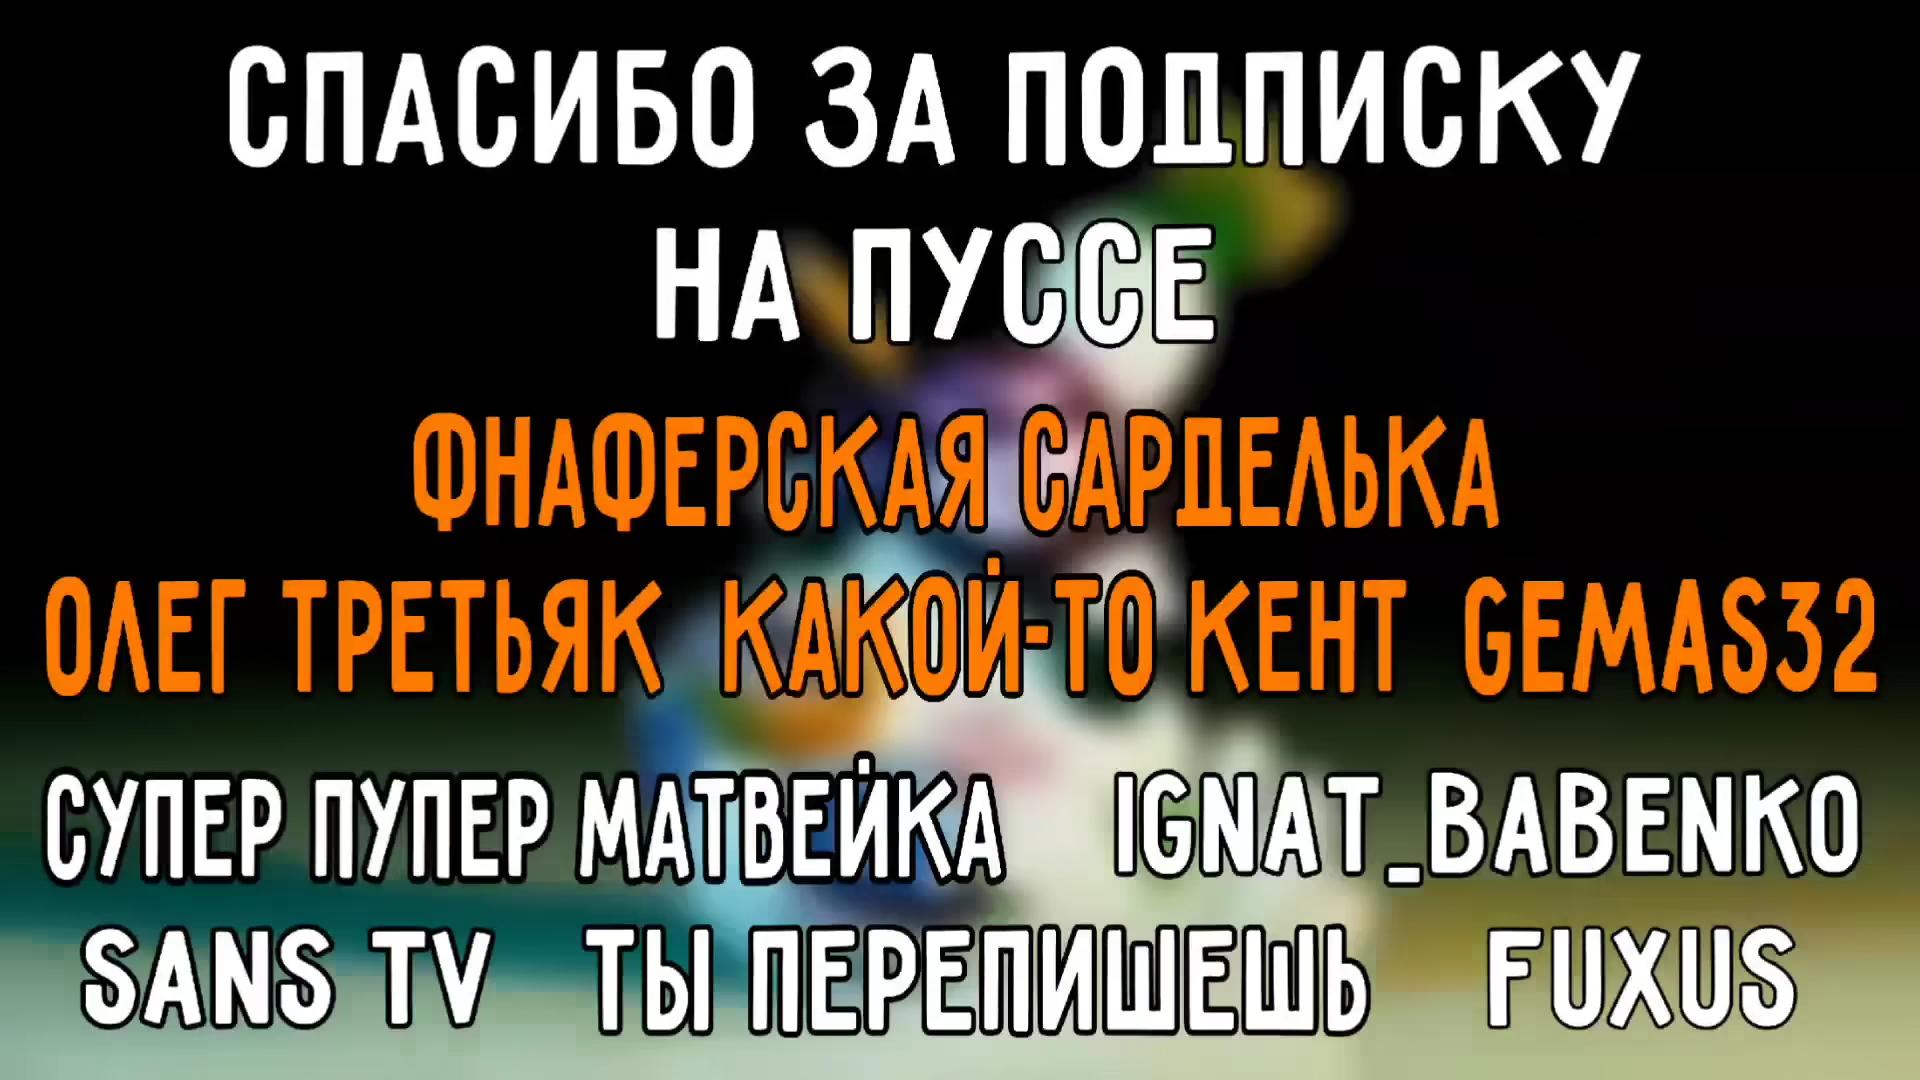 СПАСИБО ЗА ПОДПИСКУ
НА ПУССЕ
ФНАФЕРСКАЯ САРДЕЛЬКА
ОЛЕГ ТРЕТЬЯК КАКОЙ-ТО КЕНТ GEMAS32
СУПЕР ПУПЕР МАТВЕЙКА IGNAT_BABENKO
SANS TV ТЫ ПЕРЕПИШЕШЬ FUXUS